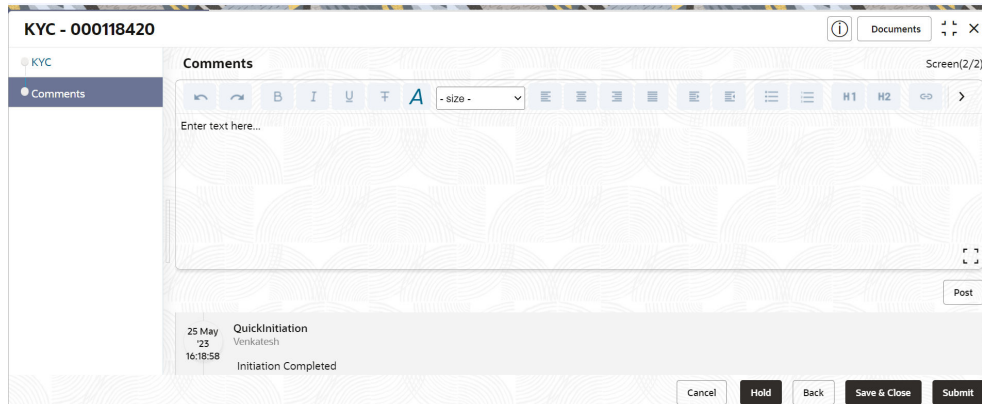 KYC - 000118420
Documents
KYC
Comments
Comments
Screen(2/2)
B I U T A - size - H1 H2
Enter text here...
Post
25 May
'23
16:18:58
QuickInitiation
Venkatesh
Initiation Completed
Cancel Hold Back Save & Close Submit